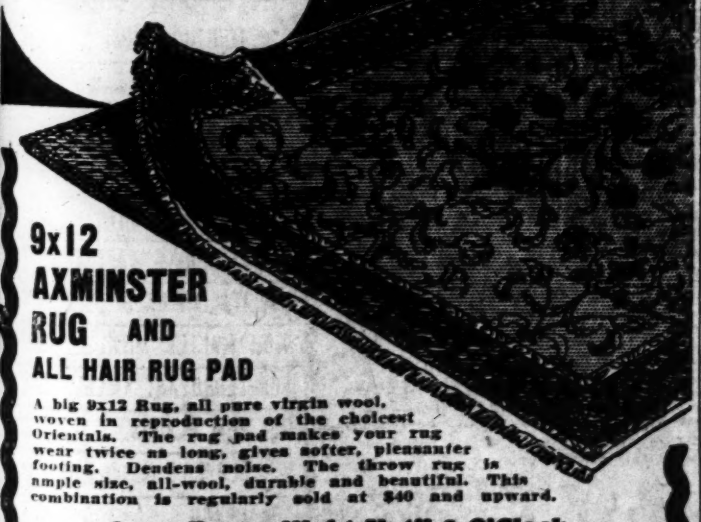 9x12
AXMINSTER
RUG AND
ALL HAIR RUG PAD
A big 9x12 Rug, all pure virgin wool,
woven in reproduction of the choicest
Orientals. The rug pad makes your rug
wear twice as long, gives softer, pleasanter
footing. Deadens noise. The throw rug is
ample size, all-wool, durable and beautiful. This
combination is regularly sold at $40 and upward.